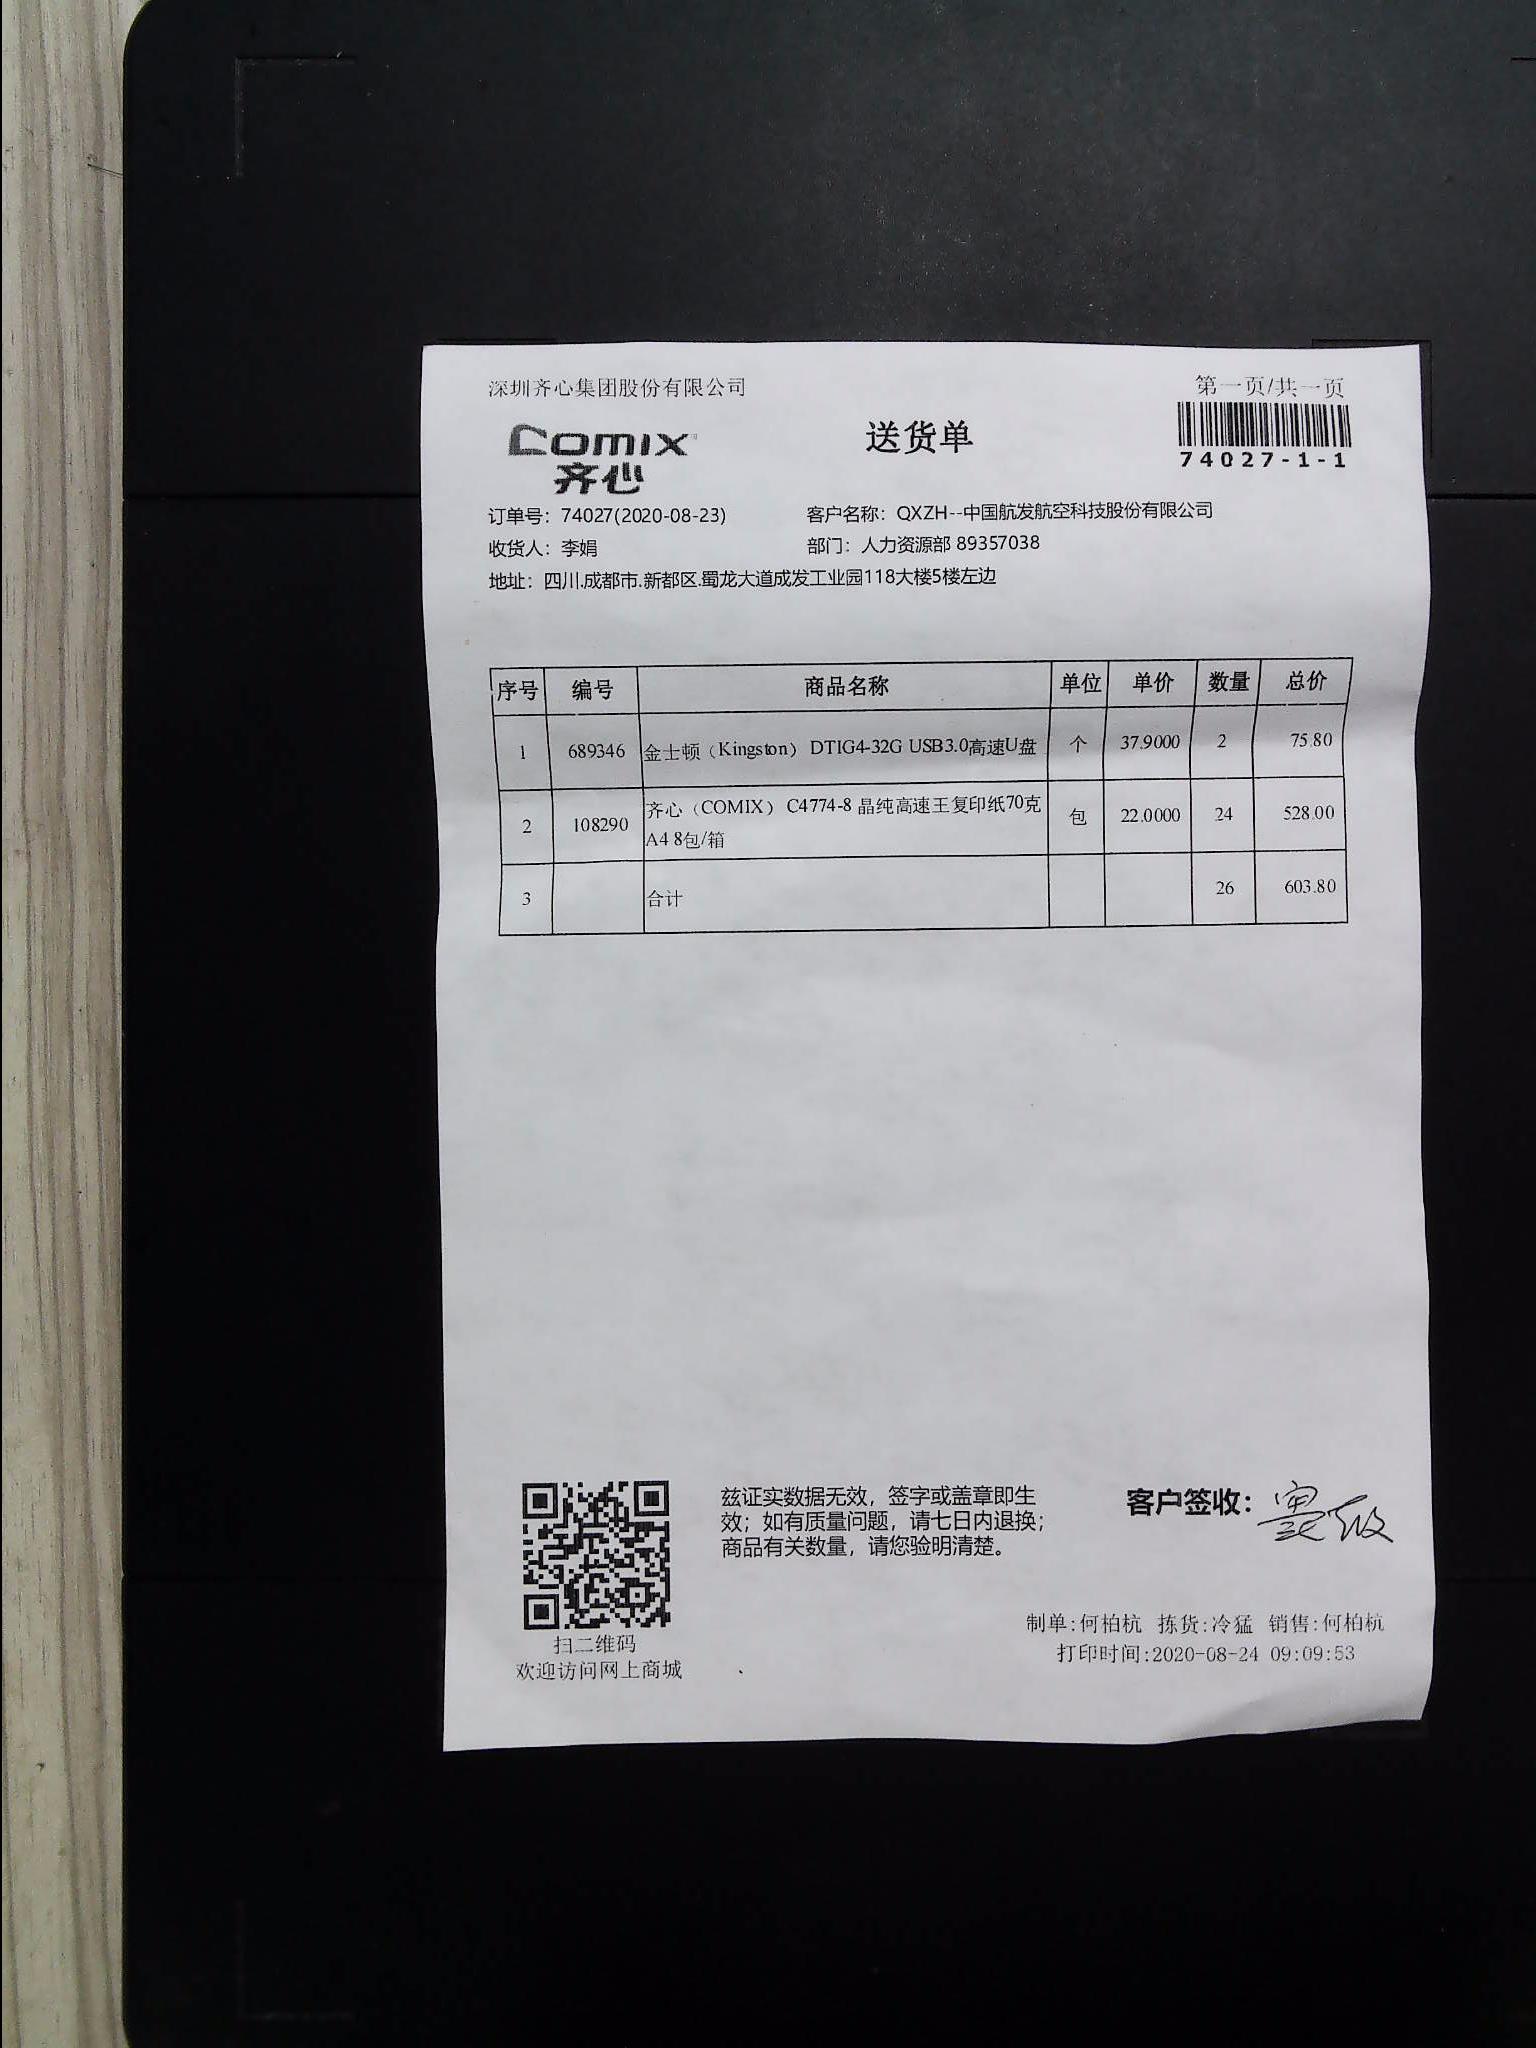 深圳齐心集团股份有限公司
第一页/共一页
COMIX
齐心
送货单
74027-1-1
订单号：74027(2020-08-23)
客户名称：QXZH--中国航发航空科技股份有限公司
收货人：李娟
部门：人力资源部 89357038
地址：四川.成都市.新都区.蜀龙大道成发工业园118大楼5楼左边
序号 编号 商品名称 单位 单价 数量 总价
1 689346 金士顿（Kingston） DTIG4-32G USB3.0高速U盘 个 37.9000 2 75.80
2 108290 齐心（COMIX） C4774-8 晶纯高速王复印纸70克 包 22.0000 24 528.00
A4 8包/箱
3 合计 26 603.80
兹证实数据无效，签字或盖章即生
效；如有质量问题，请七日内退换；
商品有关数量，请您验明清楚。
客户签收：
扫二维码
欢迎访问网上商城
制单:何柏杭 拣货:冷猛 销售:何柏杭
打印时间:2020-08-24 09:09:53